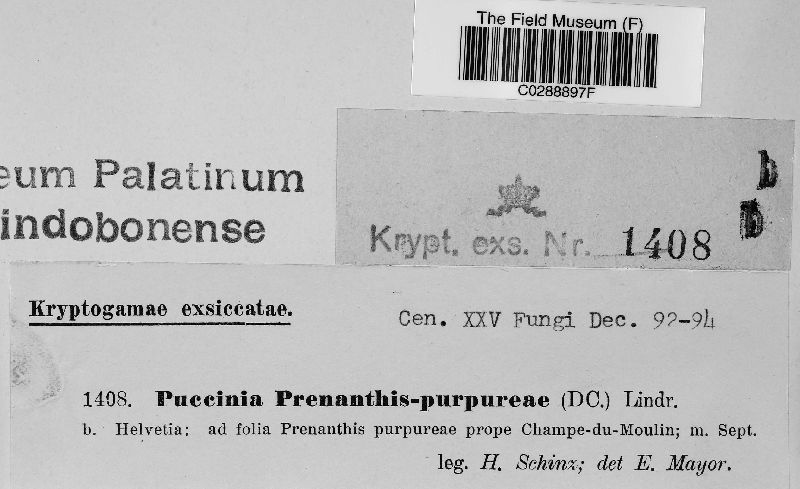 The Field Museum (F)
C0288897F
eum Palatinum
indobonense
b
b
Krypt. exs. Nr. 1408
Kryptogamae exsiccatae.
Cen. XXV Fungi Dec. 92-94
1408. Puccinia Prenanthis-purpureae (DC.) Lindr.
b. Helvetia; ad folia Prenanthis purpureae prope Champe-du-Moulin; m. Sept.
leg. H. Schinz; det E. Mayor.